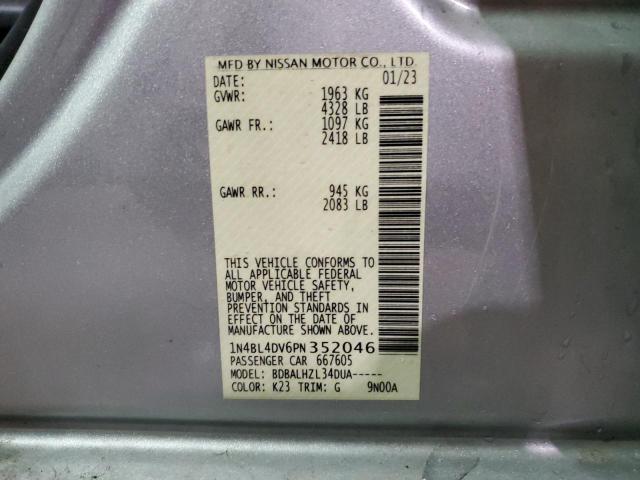 MFD BY NISSAN MOTOR CO., LTD.
DATE: 01/23
GVWR: 1963 KG
4328 LB
GAWR FR.: 1097 KG
2418 LB
GAWR RR.: 945 KG
2083 LB
THIS VEHICLE CONFORMS TO
ALL APPLICABLE FEDERAL
MOTOR VEHICLE SAFETY,
BUMPER, AND THEFT
PREVENTION STANDARDS IN
EFFECT ON THE DATE OF
MANUFACTURE SHOWN ABOVE.
1N4BL4DV6PN352046
PASSENGER CAR 667605
MODEL: BDBALHZL34DUA-----
COLOR: K23 TRIM: G 9N00A